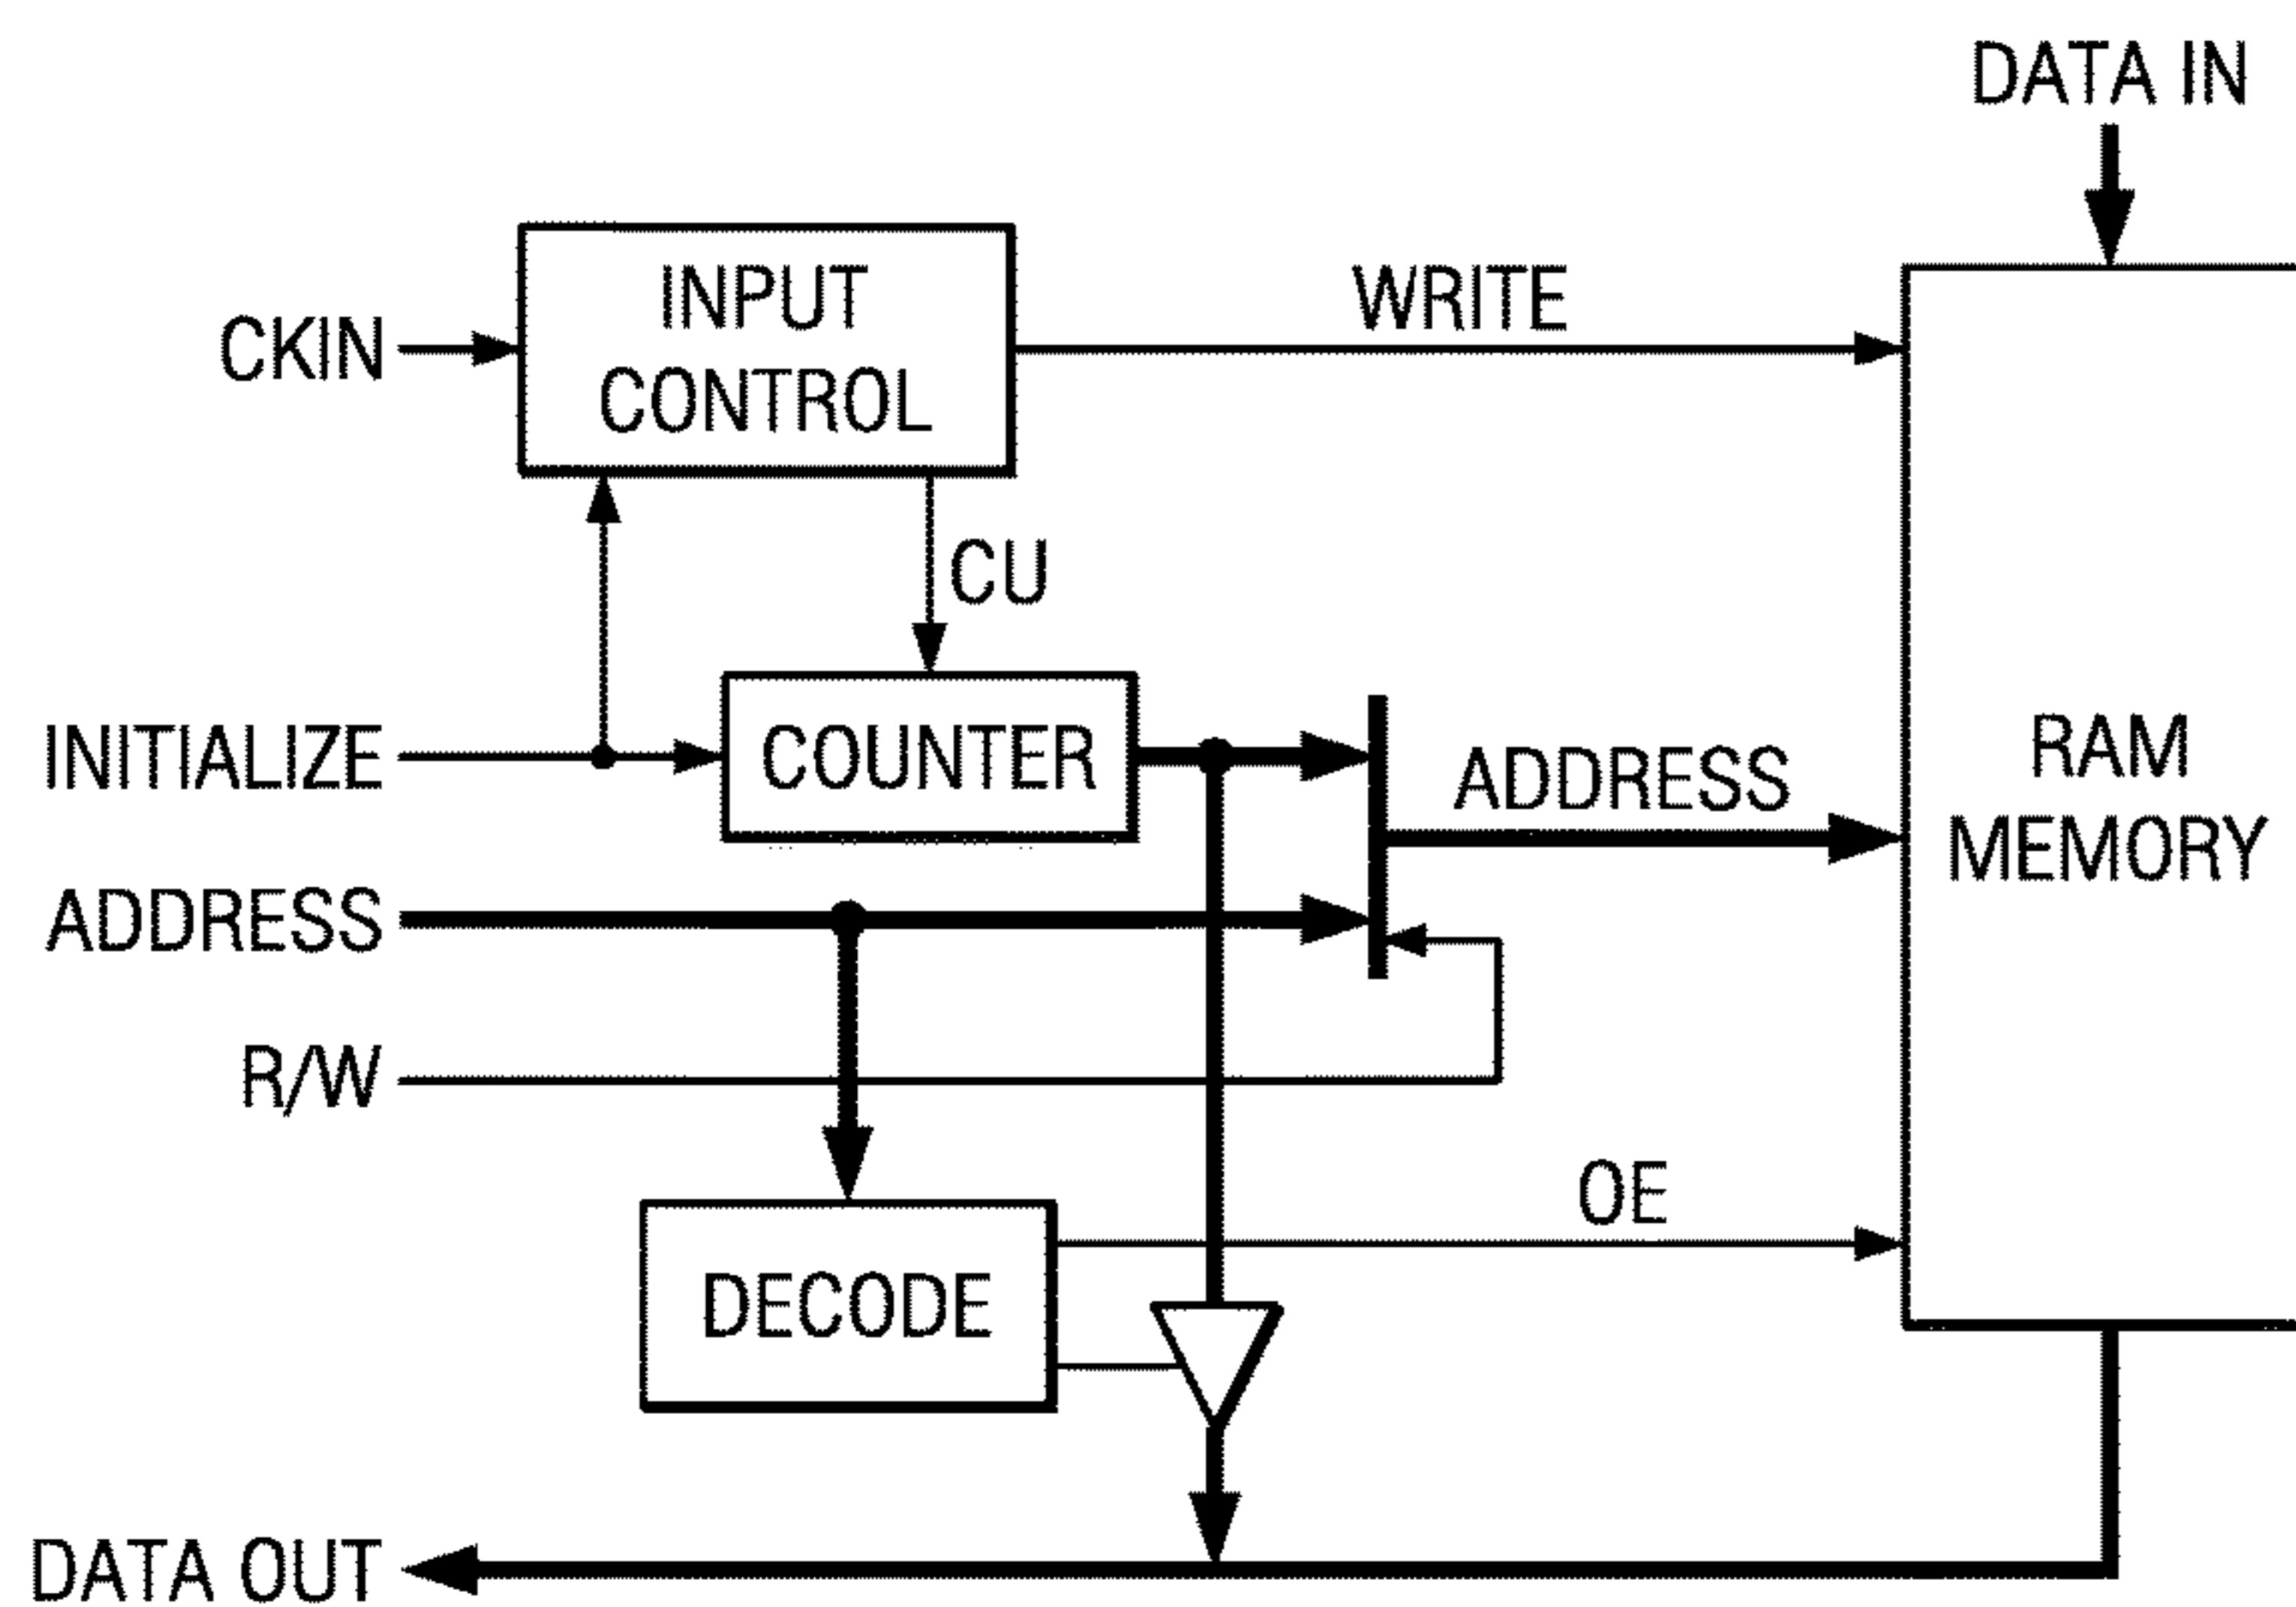 DATA IN
INPUT
CONTROL
WRITE
CKIN
CU
INITIALIZE
COUNTER
ADDRESS
RAM
MEMORY
ADDRESS
R/W
OE
DECODE
DATA OUT